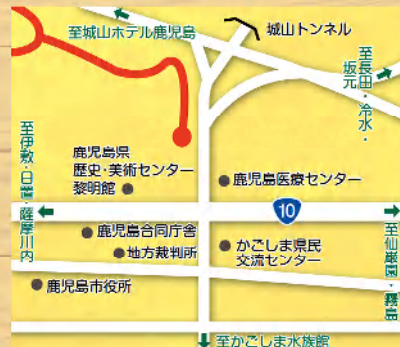 至城山ホテル鹿児島
城山トンネル
至長田・冷水・
坂元
至伊敷・日置・薩摩川内
鹿児島県
歴史・美術センター
黎明館
鹿児島医療センター
10
鹿児島合同庁舎
地方裁判所
かごしま県民
交流センター
至仙巌園・霧島
鹿児島市役所
至かごしま水族館